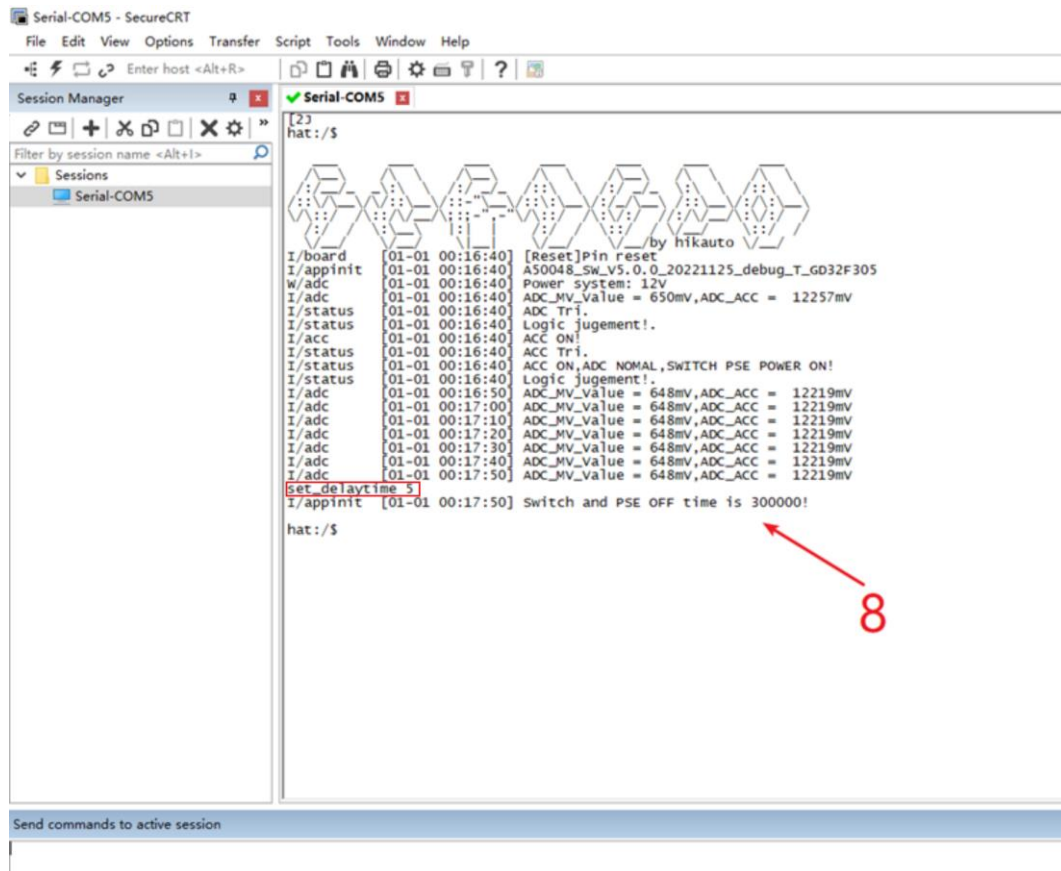 Serial-COM5 - SecureCRT
File Edit View Options Transfer Script Tools Window Help
Enter host <Alt+R>
Session Manager
Serial-COM5
Filter by session name <Alt+I>
Sessions
Serial-COM5
[2J
hat:/$
by hikauto
I/board [01-01 00:16:40] [Reset]Pin reset
I/appinit [01-01 00:16:40] A50048_SW_V5.0.0_20221125_debug_T_GD32F305
W/adc [01-01 00:16:40] Power system: 12V
I/adc [01-01 00:16:40] ADC_MV_Value = 650mV,ADC_ACC = 12257mV
I/status [01-01 00:16:40] ADC Tri.
I/status [01-01 00:16:40] Logic jugement!.
I/acc [01-01 00:16:40] ACC ON!
I/status [01-01 00:16:40] ACC Tri.
I/status [01-01 00:16:40] ACC ON,ADC NOMAL,SWITCH PSE POWER ON!
I/status [01-01 00:16:40] Logic jugement!.
I/adc [01-01 00:16:50] ADC_MV_Value = 648mV,ADC_ACC = 12219mV
I/adc [01-01 00:17:00] ADC_MV_Value = 648mV,ADC_ACC = 12219mV
I/adc [01-01 00:17:10] ADC_MV_Value = 648mV,ADC_ACC = 12219mV
I/adc [01-01 00:17:20] ADC_MV_Value = 648mV,ADC_ACC = 12219mV
I/adc [01-01 00:17:30] ADC_MV_Value = 648mV,ADC_ACC = 12219mV
I/adc [01-01 00:17:40] ADC_MV_Value = 648mV,ADC_ACC = 12219mV
I/adc [01-01 00:17:50] ADC_MV_Value = 648mV,ADC_ACC = 12219mV
set_delaytime 5
I/appinit [01-01 00:17:50] Switch and PSE OFF time is 300000!
hat:/$
8
Send commands to active session